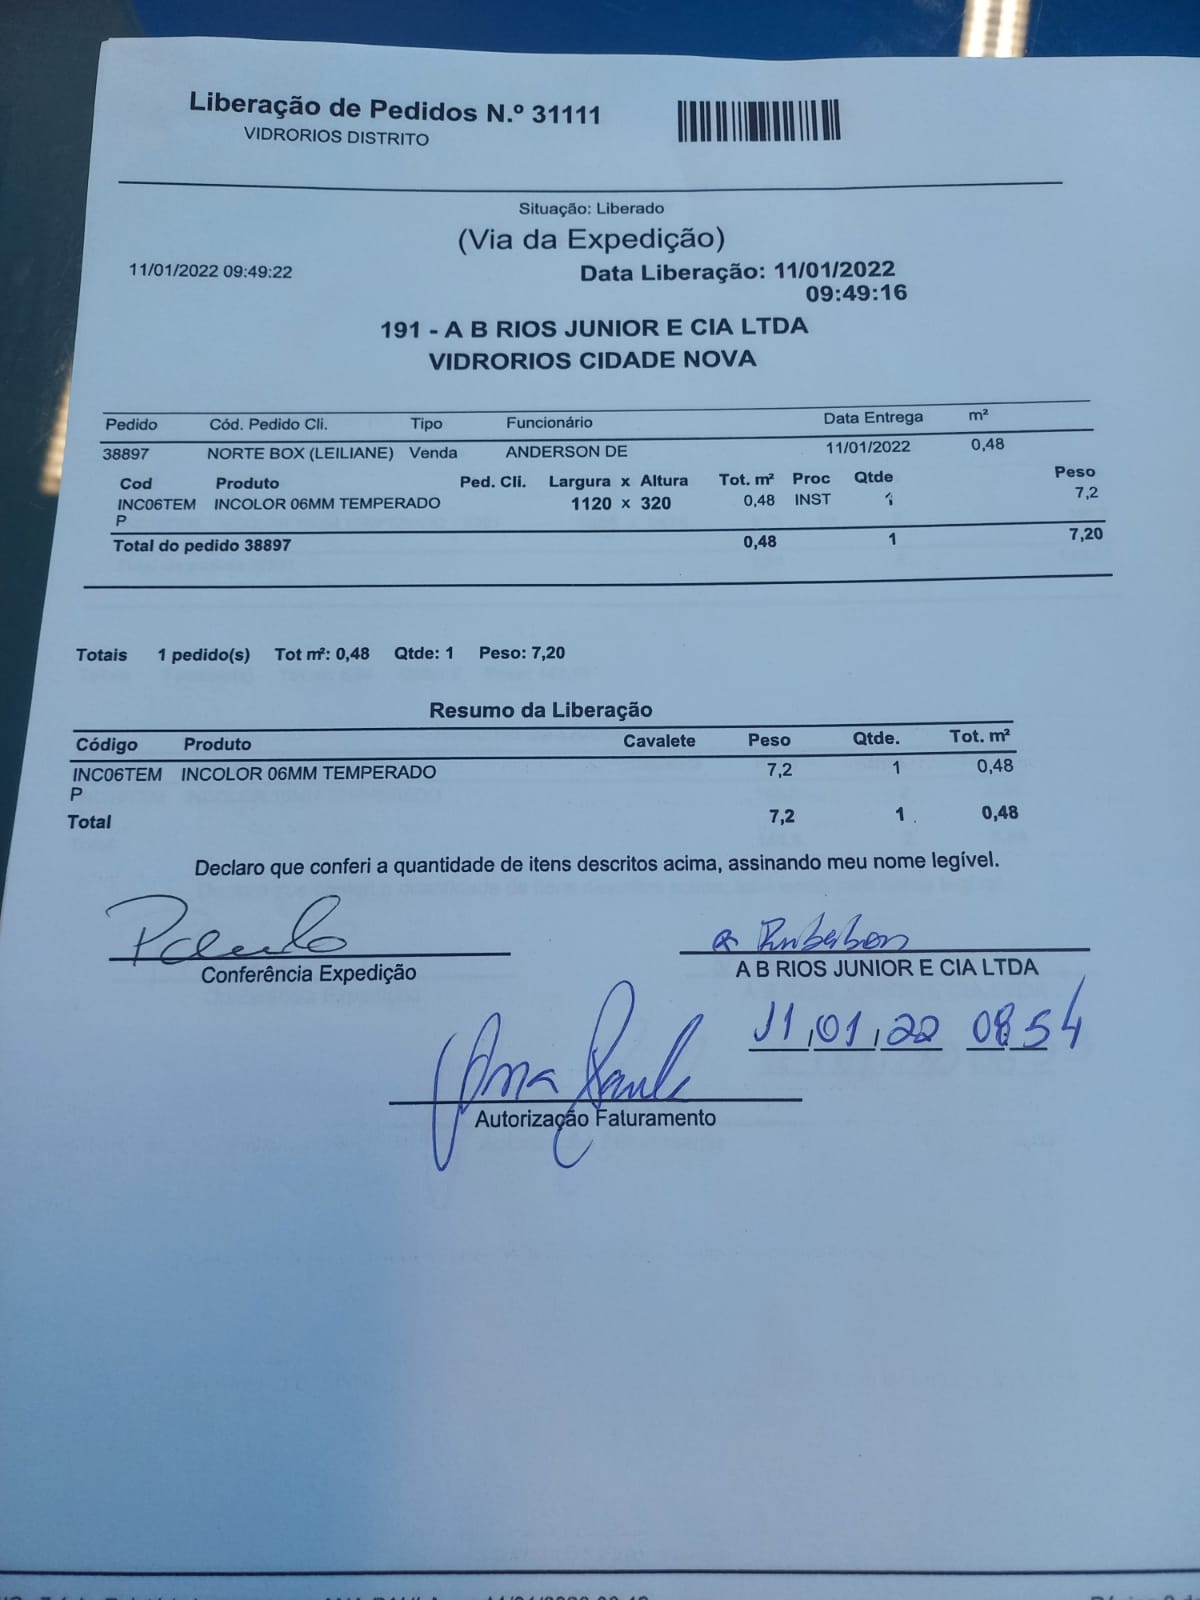 Liberação de Pedidos N.º 31111
VIDRORIOS DISTRITO
Situação: Liberado
(Via da Expedição)
11/01/2022 09:49:22 Data Liberação: 11/01/2022
09:49:16
191 - A B RIOS JUNIOR E CIA LTDA
VIDRORIOS CIDADE NOVA
Pedido Cód. Pedido Cli. Tipo Funcionário Data Entrega m²
38897 NORTE BOX (LEILIANE) Venda ANDERSON DE 11/01/2022 0,48
Cod Produto Ped. Cli. Largura x Altura Tot. m² Proc Qtde Peso
INC06TEM INCOLOR 06MM TEMPERADO 1120 x 320 0,48 INST 1 7,2
P
Total do pedido 38897 0,48 1 7,20
Totais 1 pedido(s) Tot m²: 0,48 Qtde: 1 Peso: 7,20
Resumo da Liberação
Código Produto Cavalete Peso Qtde. Tot. m²
INC06TEM INCOLOR 06MM TEMPERADO 7,2 1 0,48
P
Total 7,2 1 0,48
Declaro que conferi a quantidade de itens descritos acima, assinando meu nome legível.
Conferência Expedição
A B RIOS JUNIOR E CIA LTDA
11,01,22 08 54
Ana Paula
Autorização Faturamento